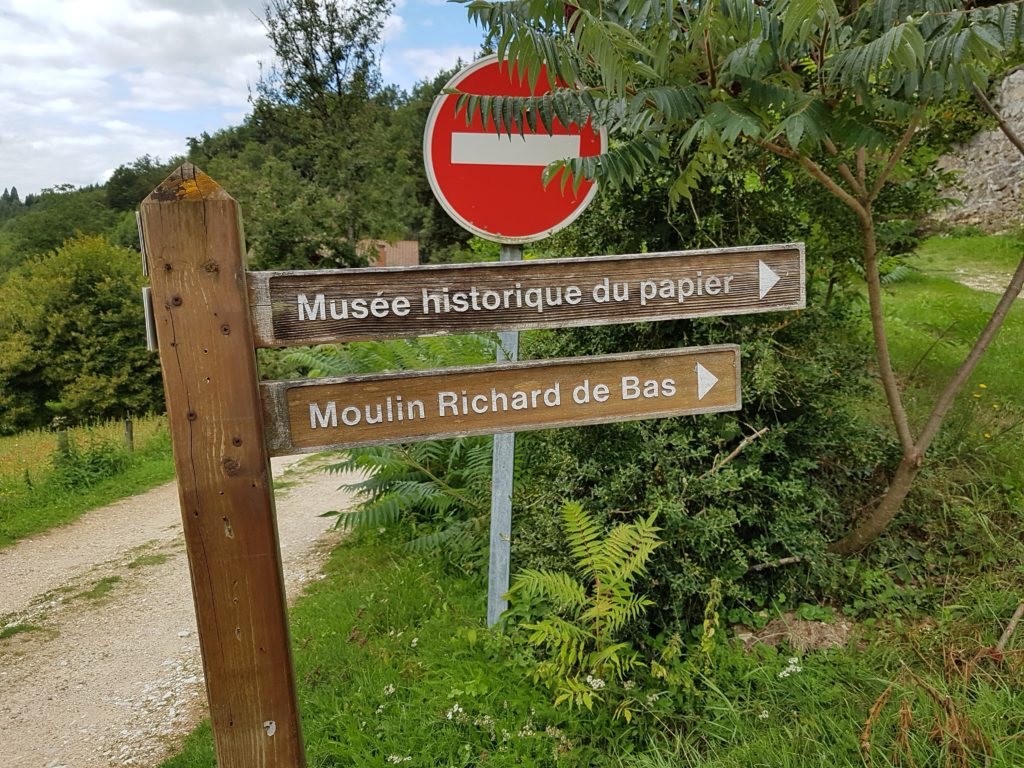 Musée historique du papier
Moulin Richard de Bas